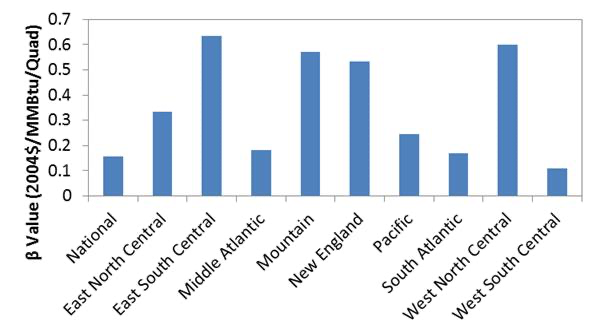 0.7
0.6
0.5
0.4
0.3
0.2
0.1
0
β Value (2004$/MMBtu/Quad)
National
East North Central
East South Central
Middle Atlantic
Mountain
New England
Pacific
South Atlantic
West North Central
West South Central